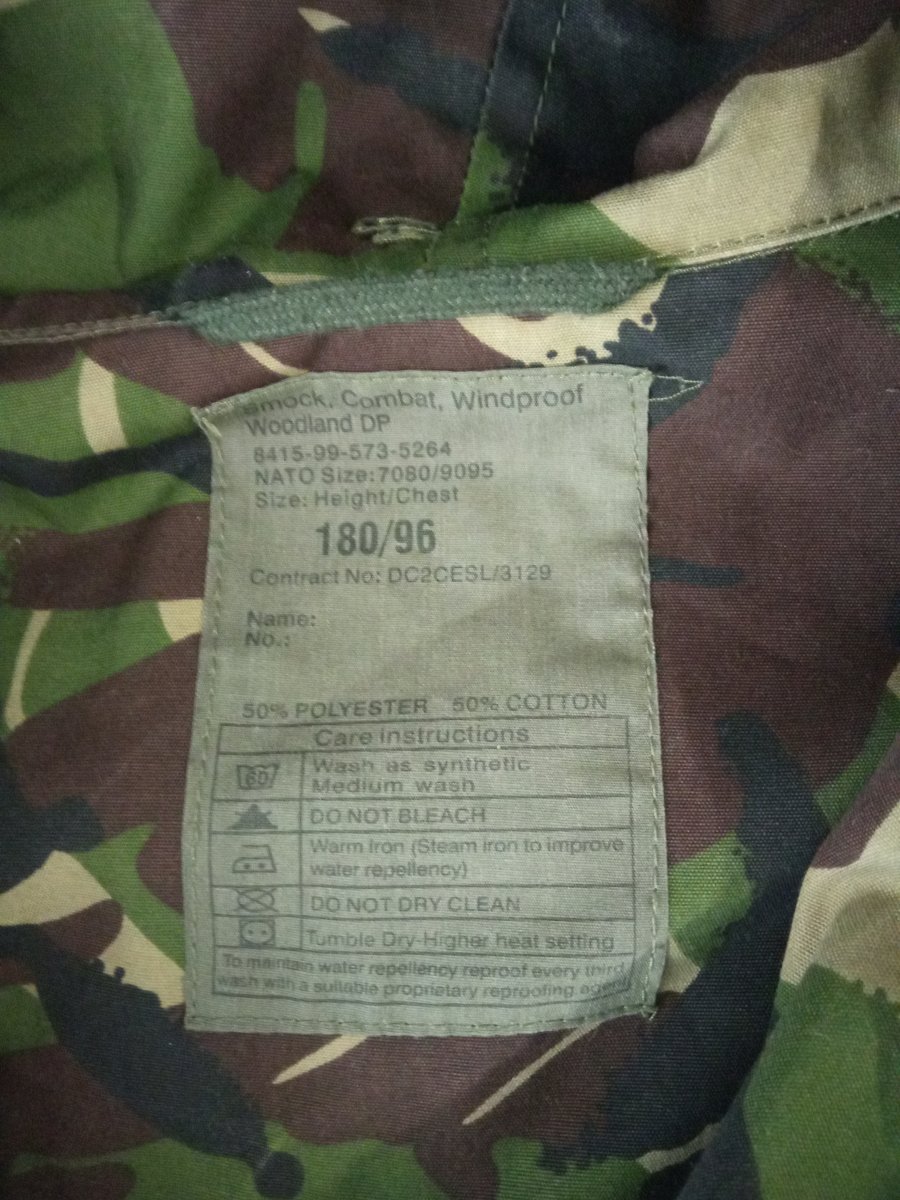 Smock, Combat, Windproof
Woodland DP
8415-99-573-5264
NATO Size:7080/9095
Size: Height/Chest
180/96
Contract No: DC2CESL/3129
Name:
No.:
50% POLYESTER 50% COTTON
Care instructions
60 Wash as synthetic
Medium wash
DO NOT BLEACH
Warm Iron (Steam iron to improve
water repellency)
DO NOT DRY CLEAN
Tumble Dry-Higher heat setting
To maintain water repellency reproof every third
wash with a suitable proprietary reproofing agent